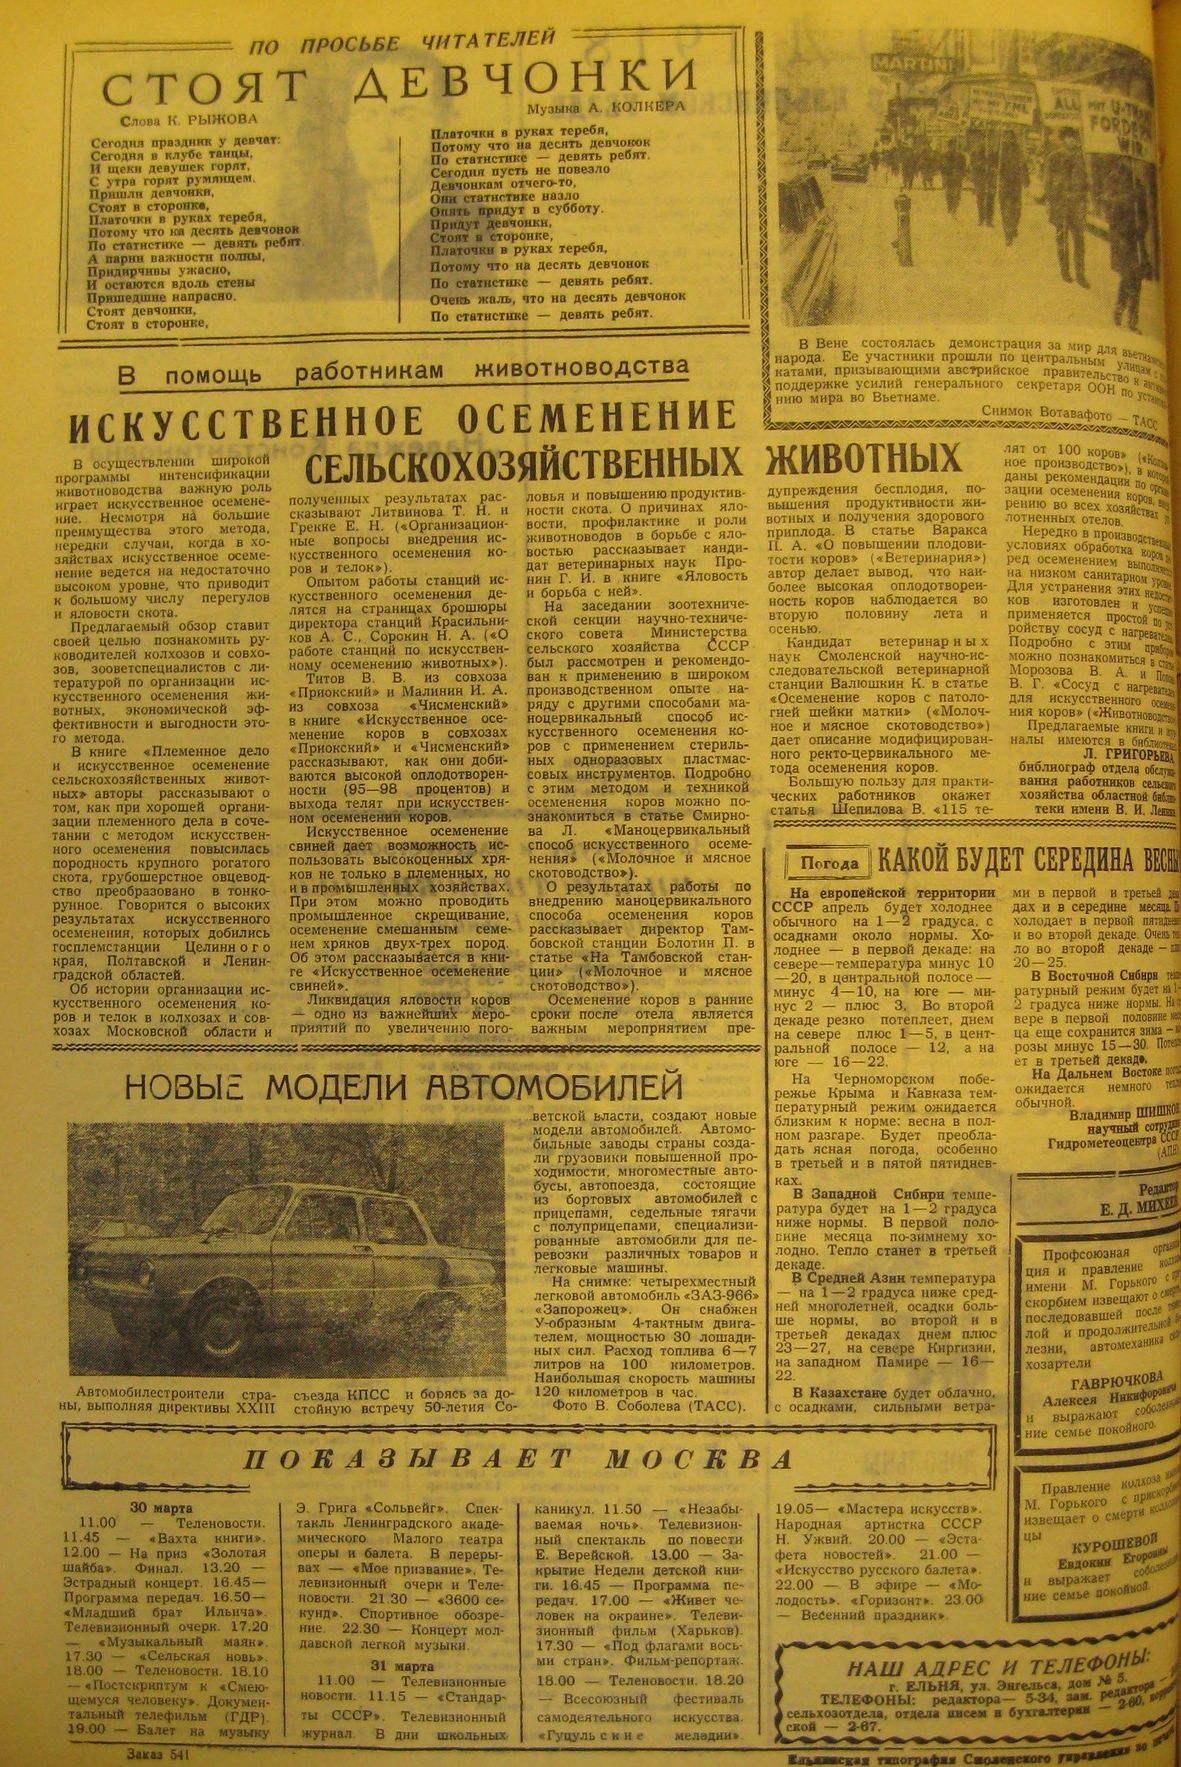 ПО ПРОСЬБЕ ЧИТАТЕЛЕЙ
СТОЯТ ДЕВЧОНКИ
Слова К. РЫЖОВА
Музыка А. КОЛКЕРА
Сегодня праздник у девчат:
Сегодня в клубе танцы,
И щеки девушек горят,
С утра горят румянцем.
Пришли девчонки,
Стоят в сторонке,
Платочки в руках теребя,
Потому что на десять девчонок
По статистике — девять ребят.
А парни важности полны,
Придирчивы ужасно,
И остаются вдоль стены
Пришедшие напрасно.
Стоят девчонки,
Стоят в сторонке,
Платочки в руках теребя,
Потому что на десять девчонок
По статистике — девять ребят.
Сегодня пусть не повезло
Девчонкам отчего-то,
Они статистике назло
Опять придут в субботу.
Придут девчонки,
Стоят в сторонке,
Платочки в руках теребя,
Потому что на десять девчонок
По статистике — девять ребят.
Очень жаль, что на десять девчонок
По статистике — девять ребят.
MARTINI
ALL
U-THANT
FORDERN
WIR
В Вене состоялась демонстрация за мир для
народа. Ее участники прошли по центральным улицам с
катами, призывающими австрийское правительство к
поддержке усилий генерального секретаря ООН по
нию мира во Вьетнаме.
Снимок Вотавафото — ТАСС
В помощь работникам животноводства
ИСКУССТВЕННОЕ ОСЕМЕНЕНИЕ
СЕЛЬСКОХОЗЯЙСТВЕННЫХ ЖИВОТНЫХ
В осуществлении широкой
программы интенсификации
животноводства важную роль
играет искусственное осемене-
ние. Несмотря на большие
преимущества этого метода,
нередки случаи, когда в хо-
зяйствах искусственное осеме-
нение ведется на недостаточно
высоком уровне, что приводит
к большому числу перегулов
и яловости скота.
Предлагаемый обзор ставит
своей целью познакомить ру-
ководителей колхозов и совхо-
зов, зооветспециалистов с ли-
тературой по организации ис-
кусственного осеменения жи-
вотных, экономической эф-
фективности и выгодности это-
го метода.
В книге «Племенное дело
и искусственное осеменение
сельскохозяйственных живот-
ных» авторы рассказывают о
том, как при хорошей органи-
зации племенного дела в соче-
тании с методом искусствен-
ного осеменения повысилась
породность крупного рогатого
скота, грубошерстное овцевод-
ство преобразовано в тонко-
рунное. Говорится о высоких
результатах искусственного
осеменения, которых добились
госплемстанции Целинного
края, Полтавской и Ленин-
градской областей.
Об истории организации ис-
кусственного осеменения ко-
ров и телок в колхозах и сов-
хозах Московской области и
полученных результатах рас-
сказывают Литвинова Т. Н. и
Грекке Е. Н. («Организацион-
ные вопросы внедрения ис-
кусственного осеменения ко-
ров и телок»).
Опытом работы станций ис-
кусственного осеменения де-
лятся на страницах брошюры
директора станций Красильни-
ков А. С., Сорокин Н. А. («О
работе станций по искусствен-
ному осеменению животных»).
Титов В. В. из совхоза
«Приокский» и Малинин И. А.
из совхоза «Чисменский»
в книге «Искусственное осе-
менение коров в совхозах
«Приокский» и «Чисменский»
рассказывают, как они доби-
ваются высокой оплодотворен-
ности (95—98 процентов) и
выхода телят при искусствен-
ном осеменении коров.
Искусственное осеменение
свиней дает возможность ис-
пользовать высокоценных хря-
ков не только в племенных, но
и в промышленных хозяйствах.
При этом можно проводить
промышленное скрещивание,
осеменение смешанным семе-
нем хряков двух-трех пород.
Об этом рассказывается в кни-
ге «Искусственное осеменение
свиней».
Ликвидация яловости коров
— одно из важнейших меро-
приятий по увеличению пого-
ловья и повышению продуктив-
ности скота. О причинах яло-
вости, профилактике и роли
животноводов в борьбе с яло-
востью рассказывает канди-
дат ветеринарных наук Про-
нин Г. И. в книге «Яловость
и борьба с ней».
На заседании зоотехниче-
ской секции научно-техниче-
ского совета Министерства
сельского хозяйства СССР
был рассмотрен и рекомендо-
ван к применению в широком
производственном опыте на-
ряду с другими способами ма-
ноцервикальный способ ис-
кусственного осеменения ко-
ров с применением стериль-
ных одноразовых пластмас-
совых инструментов. Подробно
с этим методом и техникой
осеменения коров можно по-
знакомиться в статье Смирно-
ва Л. «Маноцервикальный
способ искусственного осеме-
нения» («Молочное и мясное
скотоводство»).
О результатах работы по
внедрению маноцервикального
способа осеменения коров
рассказывает директор Там-
бовской станции Болотин П. в
статье «На Тамбовской стан-
ции» («Молочное и мясное
скотоводство»).
Осеменение коров в ранние
сроки после отела является
важным мероприятием пре-
дупреждения бесплодия, по-
вышения продуктивности жи-
вотных и получения здорового
приплода. В статье Варакса
П. А. «О повышении плодови-
тости коров» («Ветеринария»)
автор делает вывод, что наи-
более высокая оплодотворен-
ность коров наблюдается во
вторую половину лета и
осенью.
Кандидат ветеринарных
наук Смоленской научно-ис-
следовательской ветеринарной
станции Валюшкин К. в статье
«Осеменение коров с патоло-
гией шейки матки» («Молоч-
ное и мясное скотоводство»)
дает описание модифицирован-
ного ректо-цервикального ме-
тода осеменения коров.
Большую пользу для практи-
ческих работников окажет
статья Шепилова В. «115 те-
лят от 100 коров»
ное производство»), в
даны рекомендации по
зации осеменения коров,
рению во всех хозяйствах
лотненных отелов.
Нередко в производственных
условиях обработка коров
ред осеменением выполняется
на низком санитарном уровне.
Для устранения этих недостат-
ков изготовлен и успешно
применяется простой по уст-
ройству сосуд с нагревателем.
Подробно с этим прибором
можно познакомиться в статье
Морозова В. А. и
В. Г. «Сосуд с нагревателем
для искусственного осемене-
ния коров» («Животноводство»
Предлагаемые книги и жур-
налы имеются в библиотеках.
Л. ГРИГОРЬЕВА,
библиограф отдела обслужи-
вания работников сельского
хозяйства областной библио-
теки имени В. И. Ленина
Погода
КАКОЙ БУДЕТ СЕРЕДИНА ВЕСНЫ
На европейской территории
СССР апрель будет холоднее
обычного на 1—2 градуса, с
осадками около нормы. Хо-
лоднее — в первой декаде: на
севере—температура минус 10
—20, в центральной полосе —
минус 4—10, на юге — ми-
нус 2 — плюс 3. Во второй
декаде резко потеплеет, днем
на севере плюс 1—5, в цент-
ральной полосе — 12, а на
юге — 16—22.
На Черноморском побе-
режье Крыма и Кавказа тем-
пературный режим ожидается
близким к норме: весна в пол-
ном разгаре. Будет преобла-
дать ясная погода, особенно
в третьей и в пятой пятиднев-
ках.
В Западной Сибири темпе-
ратура будет на 1—2 градуса
ниже нормы. В первой поло-
вине месяца по-зимнему хо-
лодно. Тепло станет в третьей
декаде.
В Средней Азии температура
— на 1—2 градуса ниже сред-
ней многолетней, осадки боль-
ше нормы, во второй и в
третьей декадах днем плюс
23—27, на севере Киргизии,
на западном Памире — 16—
22.
В Казахстане будет облачно,
с осадками, сильными ветра-
ми в первой и третьей дека-
дах и в середине месяца. По-
холодает в первой пятидневке
и во второй декаде. Очень теп-
ло во второй декаде — плюс
20—25.
В Восточной Сибири темпе-
ратурный режим будет на 1—
2 градуса ниже нормы. На се-
вере в первой половине меся-
ца еще сохранится зима — мо-
розы минус 15—30. Потепле-
ет в третьей декаде.
На Дальнем Востоке погода
ожидается немного теплее
обычной.
Владимир ШИШКОВ,
научный сотрудник
Гидрометеоцентра СССР
(АПН)
Редактор
Е. Д. МИХЕЕВ
Профсоюзная организа-
ция и правление колхоза
имени М. Горького с
скорбием извещают о смерти,
последовавшей после
лой и продолжительной бо-
лезни, автомеханика
хозартели
ГАВРЮЧКОВА
Алексея Никифоровича
и выражают соболезнова-
ние семье покойного.
Правление колхоза имени
М. Горького с прискорбием
извещает о смерти колхозни-
цы
КУРОШЕВОЙ
Евдокии Егоровны
и выражает соболезнова-
ние семье покойной.
НОВЫЕ МОДЕЛИ АВТОМОБИЛЕЙ
Автомобилестроители стра-
ны, выполняя директивы XXIII
съезда КПСС и борясь за до-
стойную встречу 50-летия Со-
ветской власти, создают новые
модели автомобилей. Автомо-
бильные заводы страны созда-
ли грузовики повышенной про-
ходимости, многоместные авто-
бусы, автопоезда, состоящие
из бортовых автомобилей с
прицепами, седельные тягачи
с полуприцепами, специализи-
рованные автомобили для пе-
ревозки различных товаров и
легковые машины.
На снимке: четырехместный
легковой автомобиль «ЗАЗ-966»
«Запорожец». Он снабжен
У-образным 4-тактным двига-
телем, мощностью 30 лошади-
ных сил. Расход топлива 6—7
литров на 100 километров.
Наибольшая скорость машины
120 километров в час.
Фото В. Соболева (ТАСС).
ПОКАЗЫВАЕТ МОСКВА
30 марта
11.00 — Теленовости.
11.45 — «Вахта книги».
12.00 — На приз «Золотая
шайба». Финал. 13.20 —
Эстрадный концерт. 16.45—
Программа передач. 16.50—
«Младший брат Ильича».
Телевизионный очерк. 17.20
— «Музыкальный маяк».
17.30 — «Сельская новь».
18.00 — Теленовости. 18.10
— «Постскриптум к «Смею-
щемуся человеку». Докумен-
тальный телефильм (ГДР).
19.00 — Балет на музыку
Э. Грига «Сольвейг». Спек-
такль Ленинградского акаде-
мического Малого театра
оперы и балета. В переры-
вах — «Мое призвание». Те-
левизионный очерк и Теле-
новости. 21.30 — «3600 се-
кунд». Спортивное обозре-
ние. 22.30 — Концерт мол-
давской легкой музыки.
31 марта
11.00 — Телевизионные
новости. 11.15 — «Стандар-
ты СССР». Телевизионный
журнал. В дни школьных
каникул. 11.50 — «Незабы-
ваемая ночь». Телевизион-
ный спектакль по повести
Е. Верейской. 13.00 — За-
крытие Недели детской кни-
ги. 16.45 — Программа пе-
редач. 17.00 — «Живет че-
ловек на окраине». Телеви-
зионный фильм (Харьков).
17.30 — «Под флагами вось-
ми стран». Фильм-репортаж.
18.00 — Теленовости. 18.20
— Всесоюзный фестиваль
самодеятельного искусства.
«Гуцульские мелодии».
19.05— «Мастера искусств».
Народная артистка СССР
Н. Ужвий. 20.00 — «Эста-
фета новостей». 21.00 —
«Искусство русского балета».
22.00 — В эфире — «Мо-
лодость». «Горизонт». 23.00
— Весенний праздник».
НАШ АДРЕС И ТЕЛЕФОНЫ:
г. ЕЛЬНЯ, ул. Энгельса, дом № 5.
ТЕЛЕФОНЫ: редактора— 5-34, зам. редактора —
сельхозотдела, отдела писем и бухгалтерии — 2-60,
ской — 2-67.
Заказ 541
Ельнинская типография Смоленского управления по печати